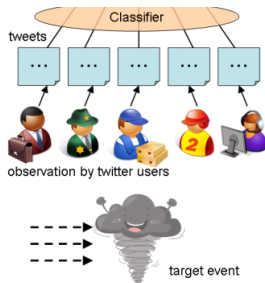 Classifier
tweets
... ... ... ... ...
2
observation by twitter users
target event